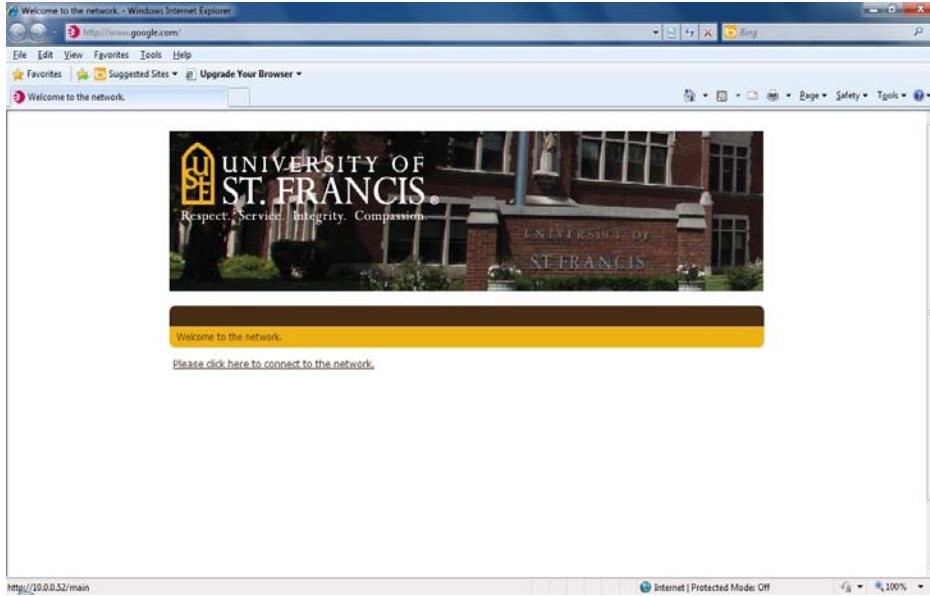 Welcome to the network. - Windows Internet Explorer
http://www.google.com/
Bing
File Edit View Favorites Tools Help
Favorites Suggested Sites Upgrade Your Browser
Welcome to the network.
Page Safety Tools
USF
UNIVERSITY OF
ST. FRANCIS®
Respect. Service. Integrity. Compassion.
UNIVERSITY OF
ST FRANCIS
Welcome to the network.
Please click here to connect to the network.
http://10.0.0.52/main
Internet | Protected Mode: Off
100%